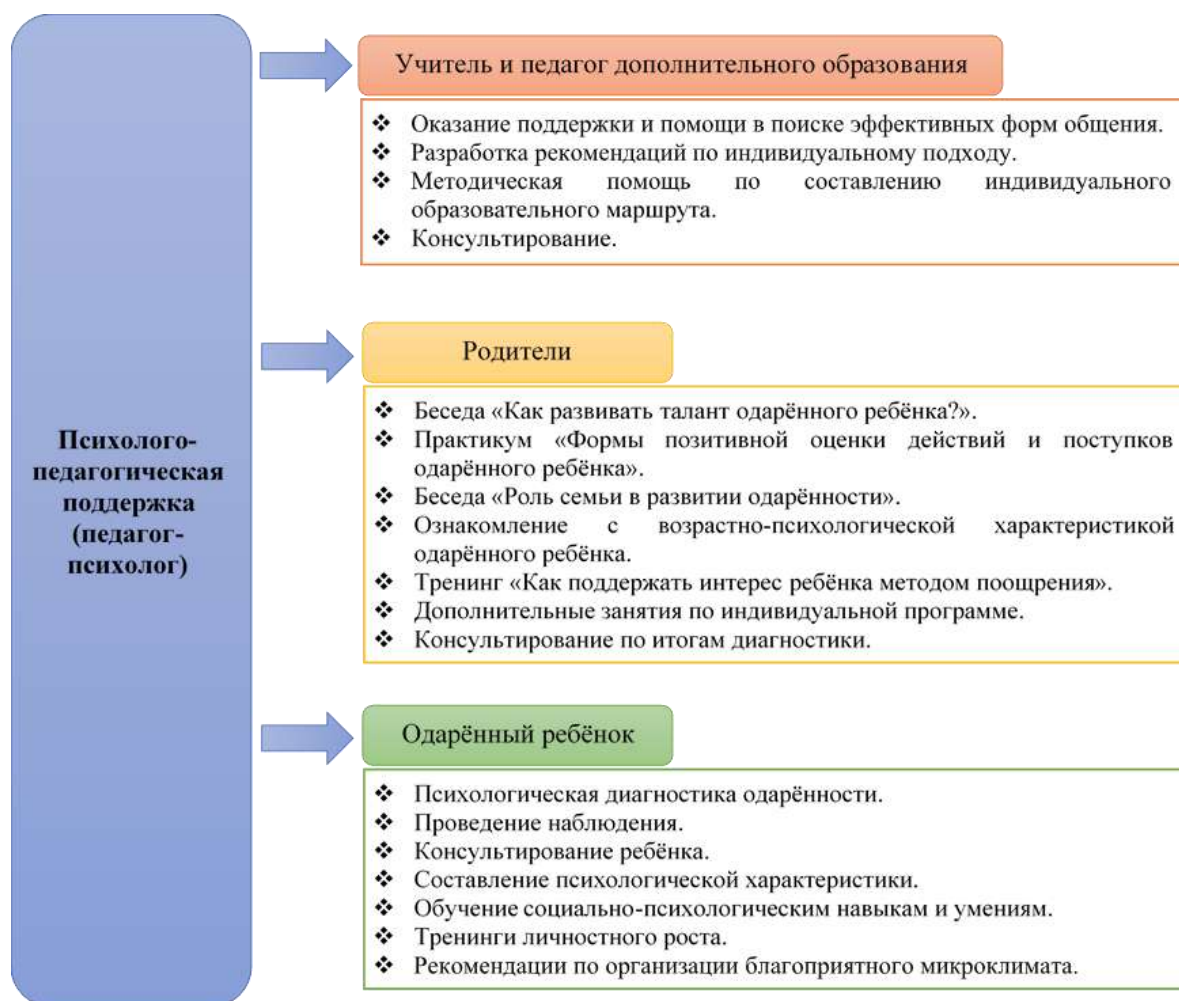 Психолого-
педагогическая
поддержка
(педагог-
психолог)
Учитель и педагог дополнительного образования
❖ Оказание поддержки и помощи в поиске эффективных форм общения.
❖ Разработка рекомендаций по индивидуальному подходу.
❖ Методическая помощь по составлению индивидуального
образовательного маршрута.
❖ Консультирование.
Родители
❖ Беседа «Как развивать талант одарённого ребёнка?».
❖ Практикум «Формы позитивной оценки действий и поступков
одарённого ребёнка».
❖ Беседа «Роль семьи в развитии одарённости».
❖ Ознакомление с возрастно-психологической характеристикой
одарённого ребёнка.
❖ Тренинг «Как поддержать интерес ребёнка методом поощрения».
❖ Дополнительные занятия по индивидуальной программе.
❖ Консультирование по итогам диагностики.
Одарённый ребёнок
❖ Психологическая диагностика одарённости.
❖ Проведение наблюдения.
❖ Консультирование ребёнка.
❖ Составление психологической характеристики.
❖ Обучение социально-психологическим навыкам и умениям.
❖ Тренинги личностного роста.
❖ Рекомендации по организации благоприятного микроклимата.